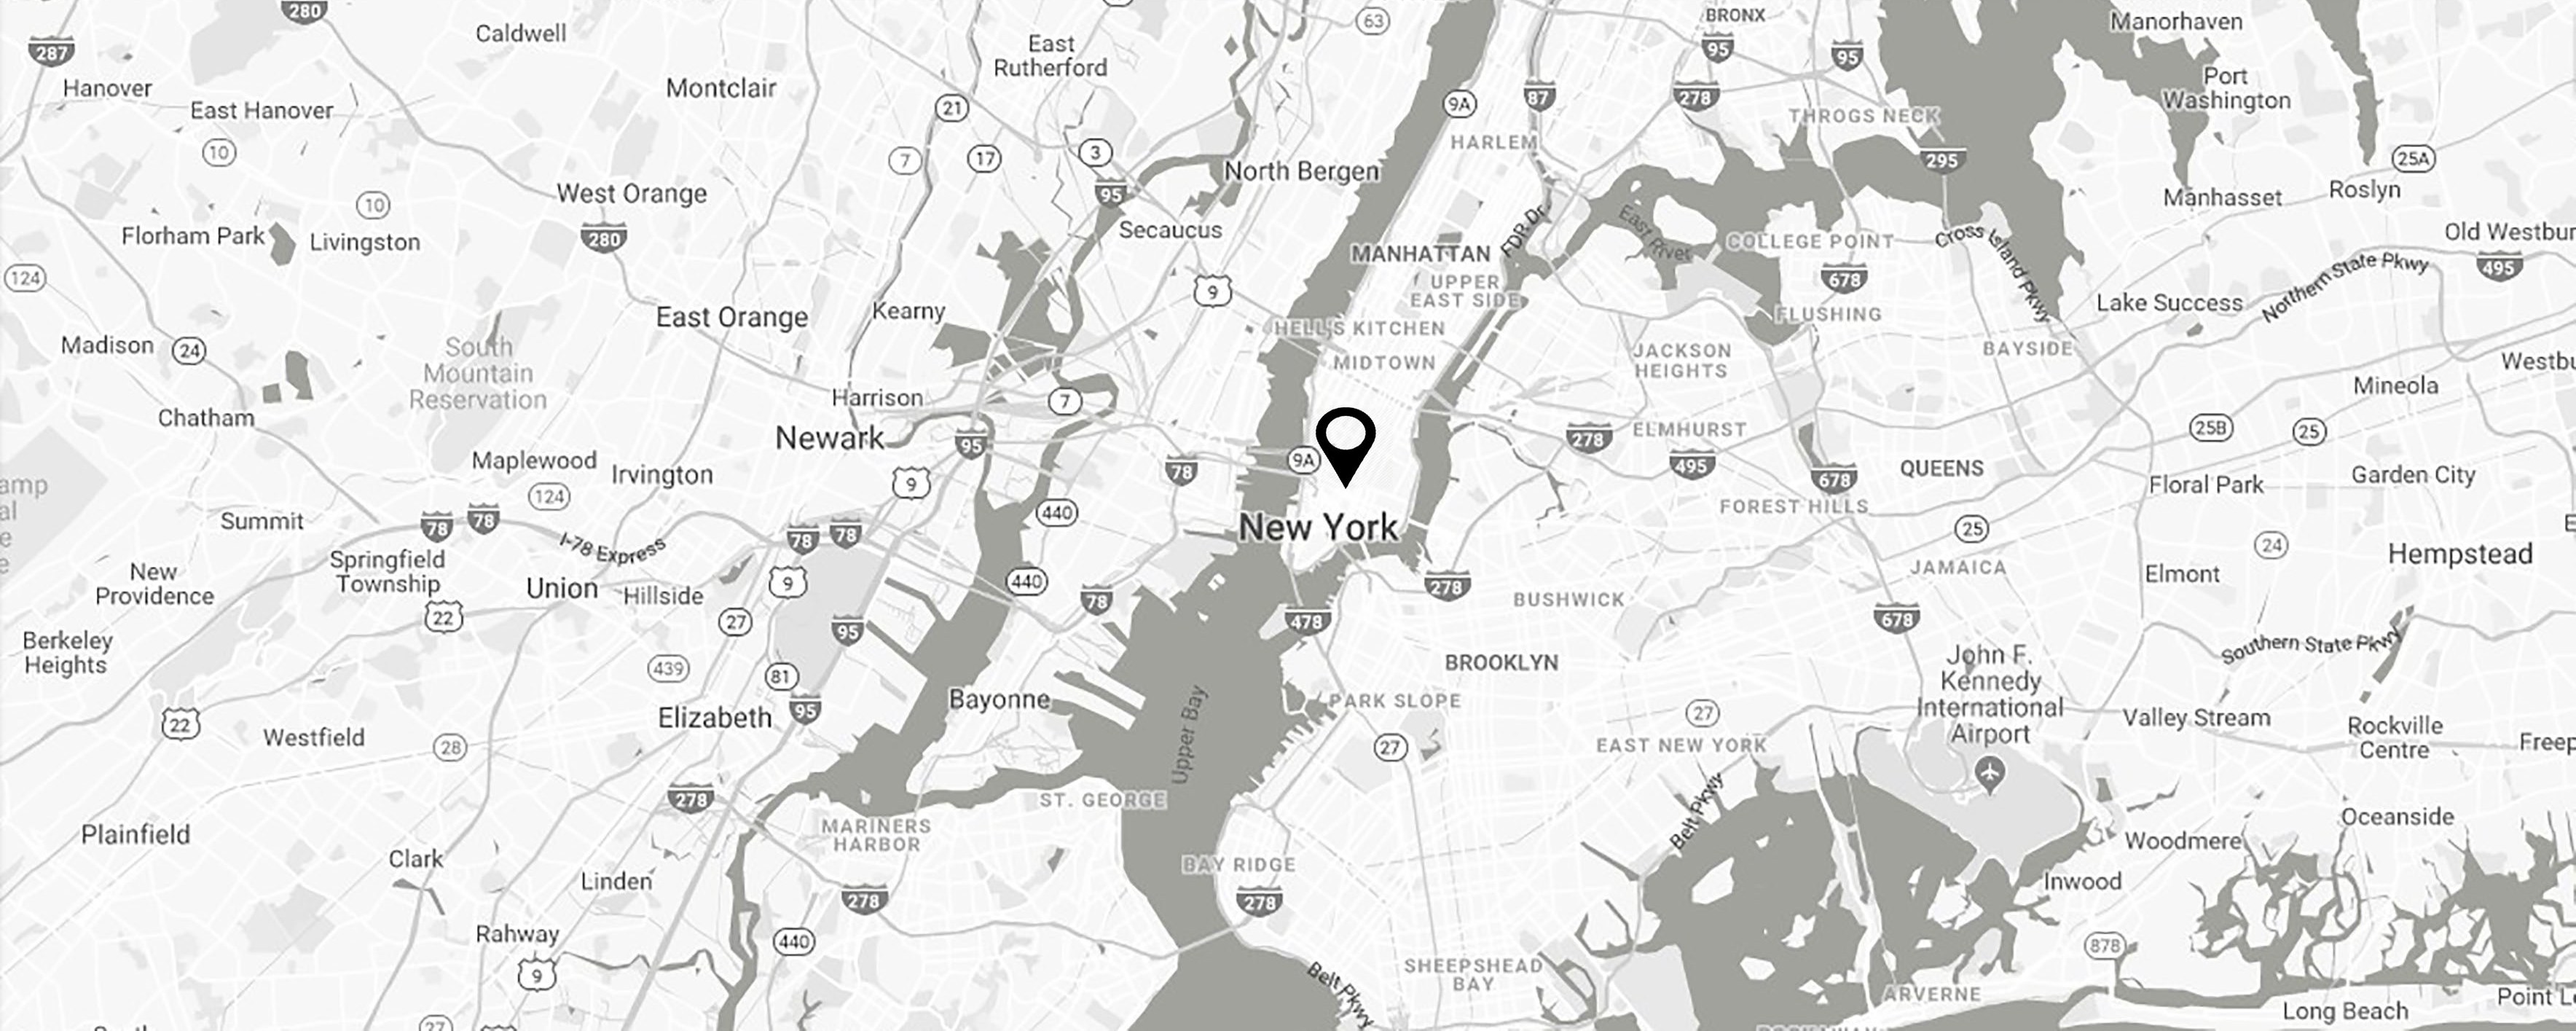 280
287
Caldwell
63
BRONX
95
95
Manorhaven
East
Rutherford
Hanover
East Hanover
Montclair
21
9A
87
278
Port
Washington
THROGS NECK
HARLEM
10
7
17
3
295
25A
West Orange
95
North Bergen
Manhasset
Roslyn
10
Florham Park
Livingston
280
Secaucus
MANHATTAN
FDR Dr
East River
COLLEGE POINT
Cross Island Pkwy
Old Westbur
124
9
UPPER
EAST SIDE
678
Northern State Pkwy
495
East Orange
Kearny
HELL'S KITCHEN
FLUSHING
Lake Success
Madison
24
South
Mountain
Reservation
MIDTOWN
JACKSON
HEIGHTS
BAYSIDE
Westbu
Chatham
Harrison
7
Mineola
Newark
95
278
ELMHURST
25B
25
Maplewood
Irvington
9
78
9A
495
678
QUEENS
Garden City
amp
al
e
e
124
Floral Park
Summit
78
78
440
New York
FOREST HILLS
25
I-78 Express
78
78
24
Springfield
Township
New
Providence
Union
Hillside
9
440
278
JAMAICA
Elmont
Hempstead
22
27
78
478
BUSHWICK
678
Berkeley
Heights
439
95
81
BROOKLYN
John F.
Kennedy
International
Airport
Southern State Pkwy
22
Elizabeth
95
Bayonne
Upper Bay
PARK SLOPE
27
Valley Stream
Rockville
Centre
Westfield
28
27
EAST NEW YORK
Freep
278
ST. GEORGE
Belt Pkwy
Plainfield
MARINERS
HARBOR
Oceanside
Clark
Linden
BAY RIDGE
Woodmere
278
278
Inwood
Rahway
440
878
9
Belt Pkwy
SHEEPSHEAD
BAY
ARVERNE
Point L
Long Beach
27